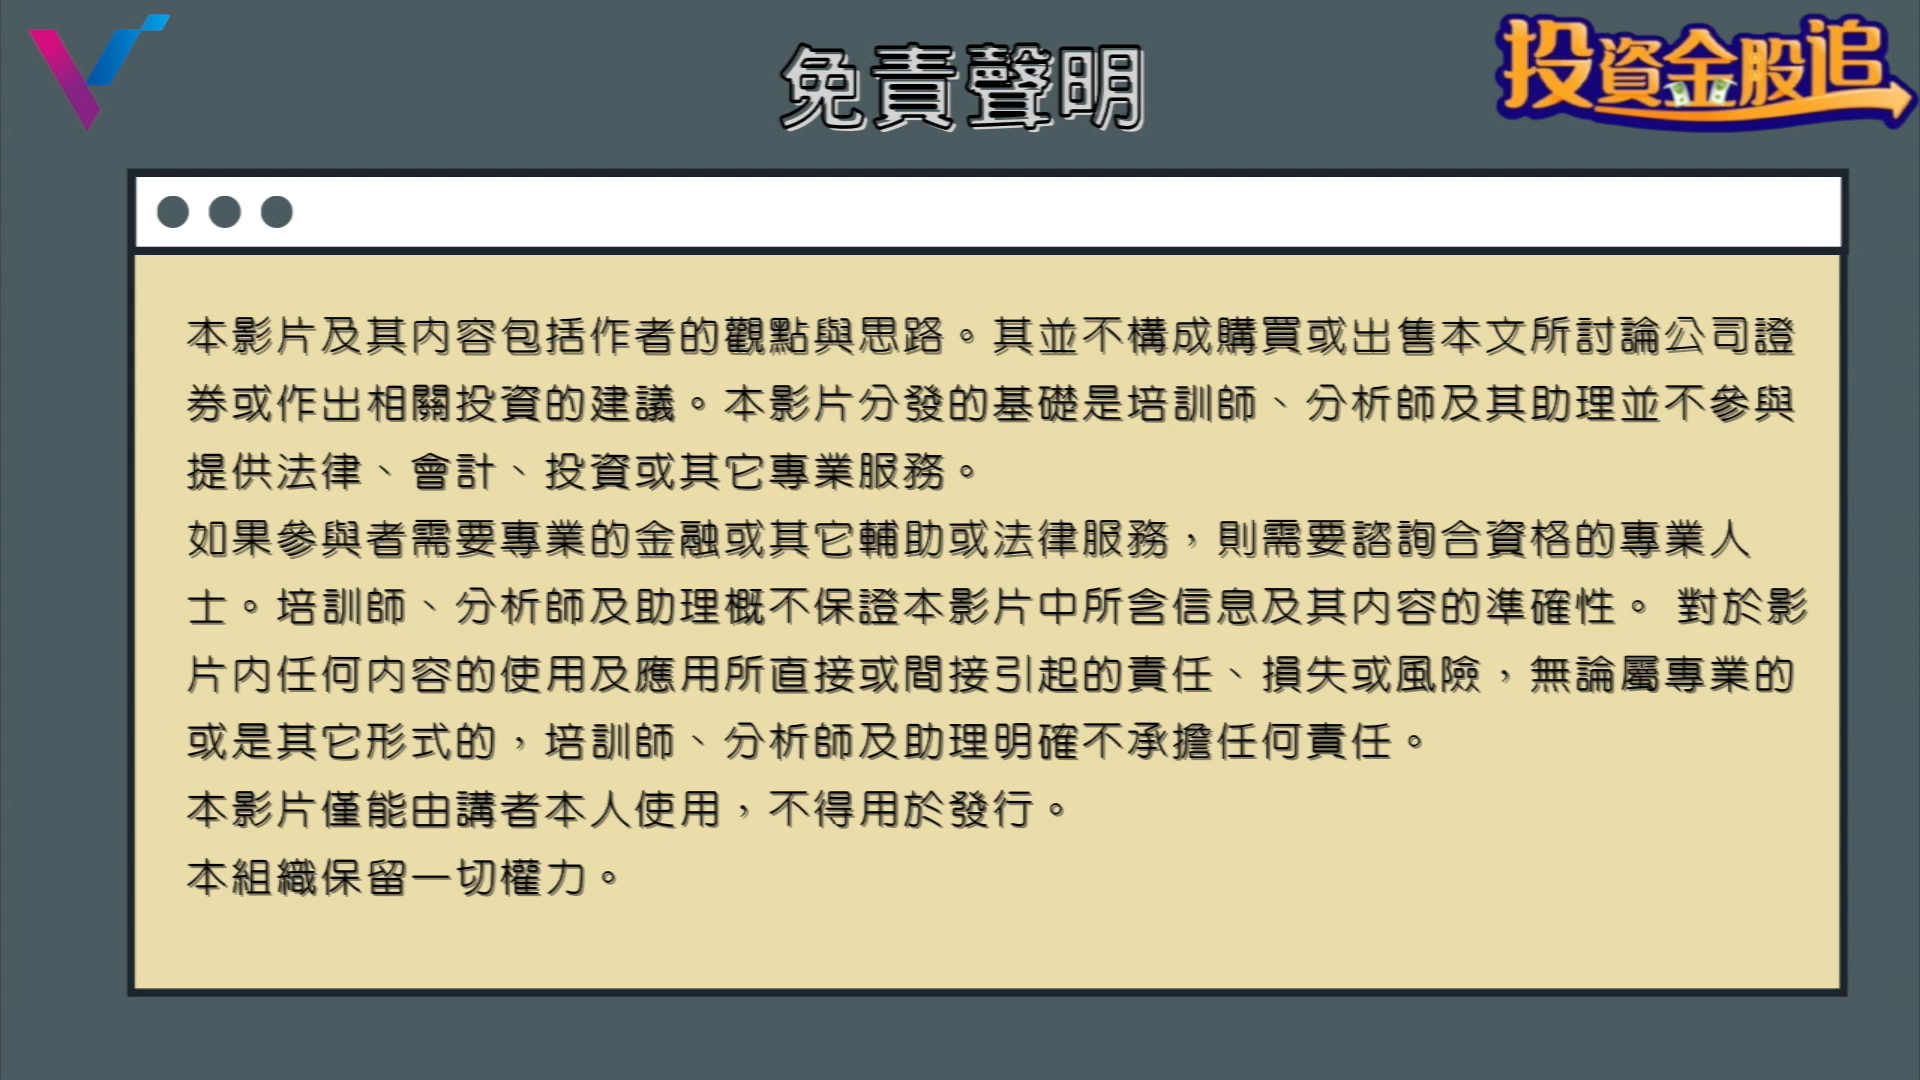 免責聲明
投資金股追
本影片及其內容包括作者的觀點與思路。其並不構成購買或出售本文所討論公司證
券或作出相關投資的建議。本影片分發的基礎是培訓師、分析師及其助理並不參與
提供法律、會計、投資或其它專業服務。
如果參與者需要專業的金融或其它輔助或法律服務，則需要諮詢合資格的專業人
士。培訓師、分析師及助理概不保證本影片中所含信息及其內容的準確性。 對於影
片內任何內容的使用及應用所直接或間接引起的責任、損失或風險，無論屬專業的
或是其它形式的，培訓師、分析師及助理明確不承擔任何責任。
本影片僅能由講者本人使用，不得用於發行。
本組織保留一切權力。